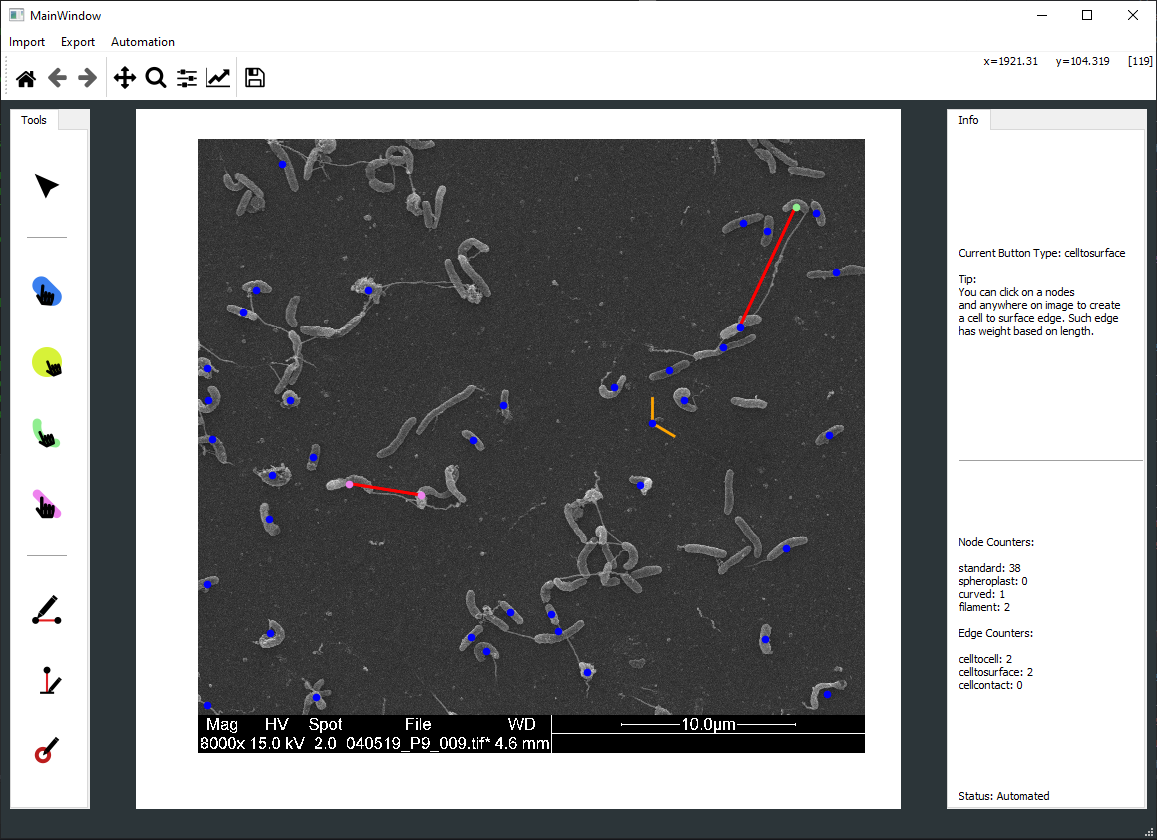 MainWindow
Import Export Automation
x=1921.31 y=104.319 [119]
Tools
Info
Current Button Type: celltosurface
Tip:
You can click on a nodes
and anywhere on image to create
a cell to surface edge. Such edge
has weight based on length.
Node Counters:
standard: 38
spheroplast: 0
curved: 1
filament: 2
Edge Counters:
celltocell: 2
celltosurface: 2
cellcontact: 0
Status: Automated
Mag HV Spot File WD 10.0µm
8000x 15.0 kV 2.0 040519_P9_009.tif* 4.6 mm